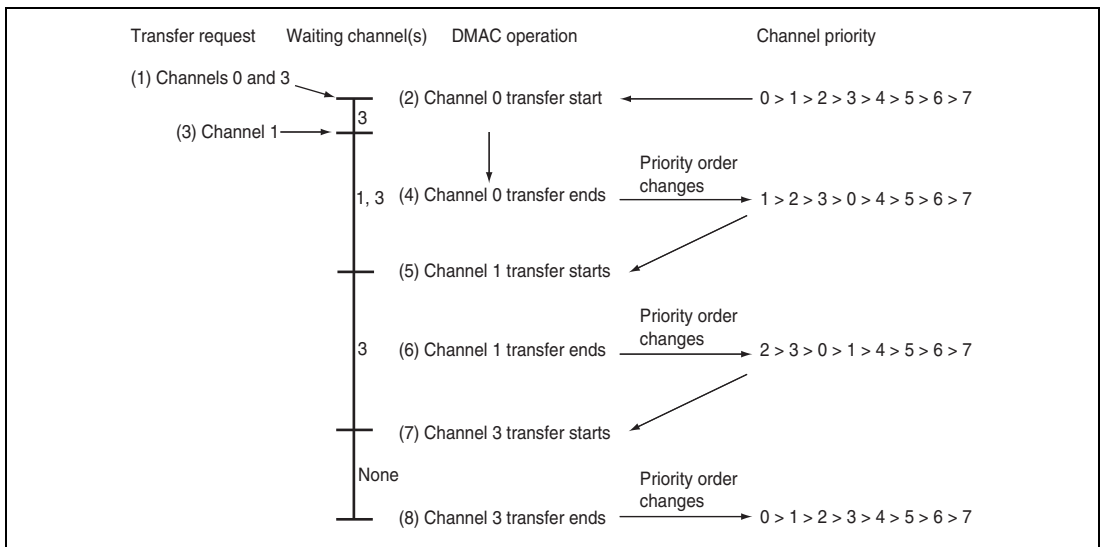 Transfer request Waiting channel(s) DMAC operation Channel priority
(1) Channels 0 and 3
(2) Channel 0 transfer start 0 > 1 > 2 > 3 > 4 > 5 > 6 > 7
3
(3) Channel 1
Priority order
changes
1, 3 (4) Channel 0 transfer ends 1 > 2 > 3 > 0 > 4 > 5 > 6 > 7
(5) Channel 1 transfer starts
Priority order
changes
3 (6) Channel 1 transfer ends 2 > 3 > 0 > 1 > 4 > 5 > 6 > 7
(7) Channel 3 transfer starts
None
Priority order
changes
(8) Channel 3 transfer ends 0 > 1 > 2 > 3 > 4 > 5 > 6 > 7